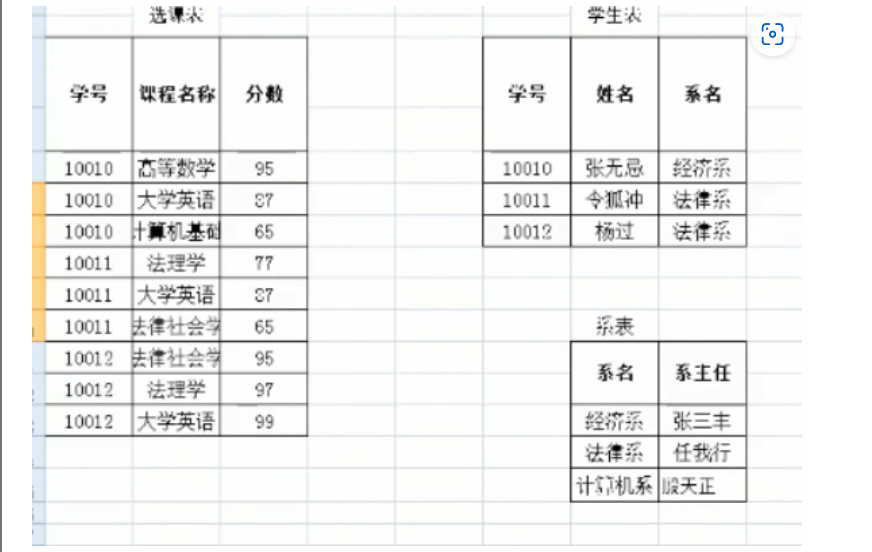 选课表
学号 课程名称 分数
10010 高等数学 95
10010 大学英语 87
10010 计算机基础 65
10011 法理学 77
10011 大学英语 87
10011 法律社会学 65
10012 法律社会学 95
10012 法理学 97
10012 大学英语 99
学生表
学号 姓名 系名
10010 张无忌 经济系
10011 令狐冲 法律系
10012 杨过 法律系
系表
系名 系主任
经济系 张三丰
法律系 任我行
计算机系 殷天正